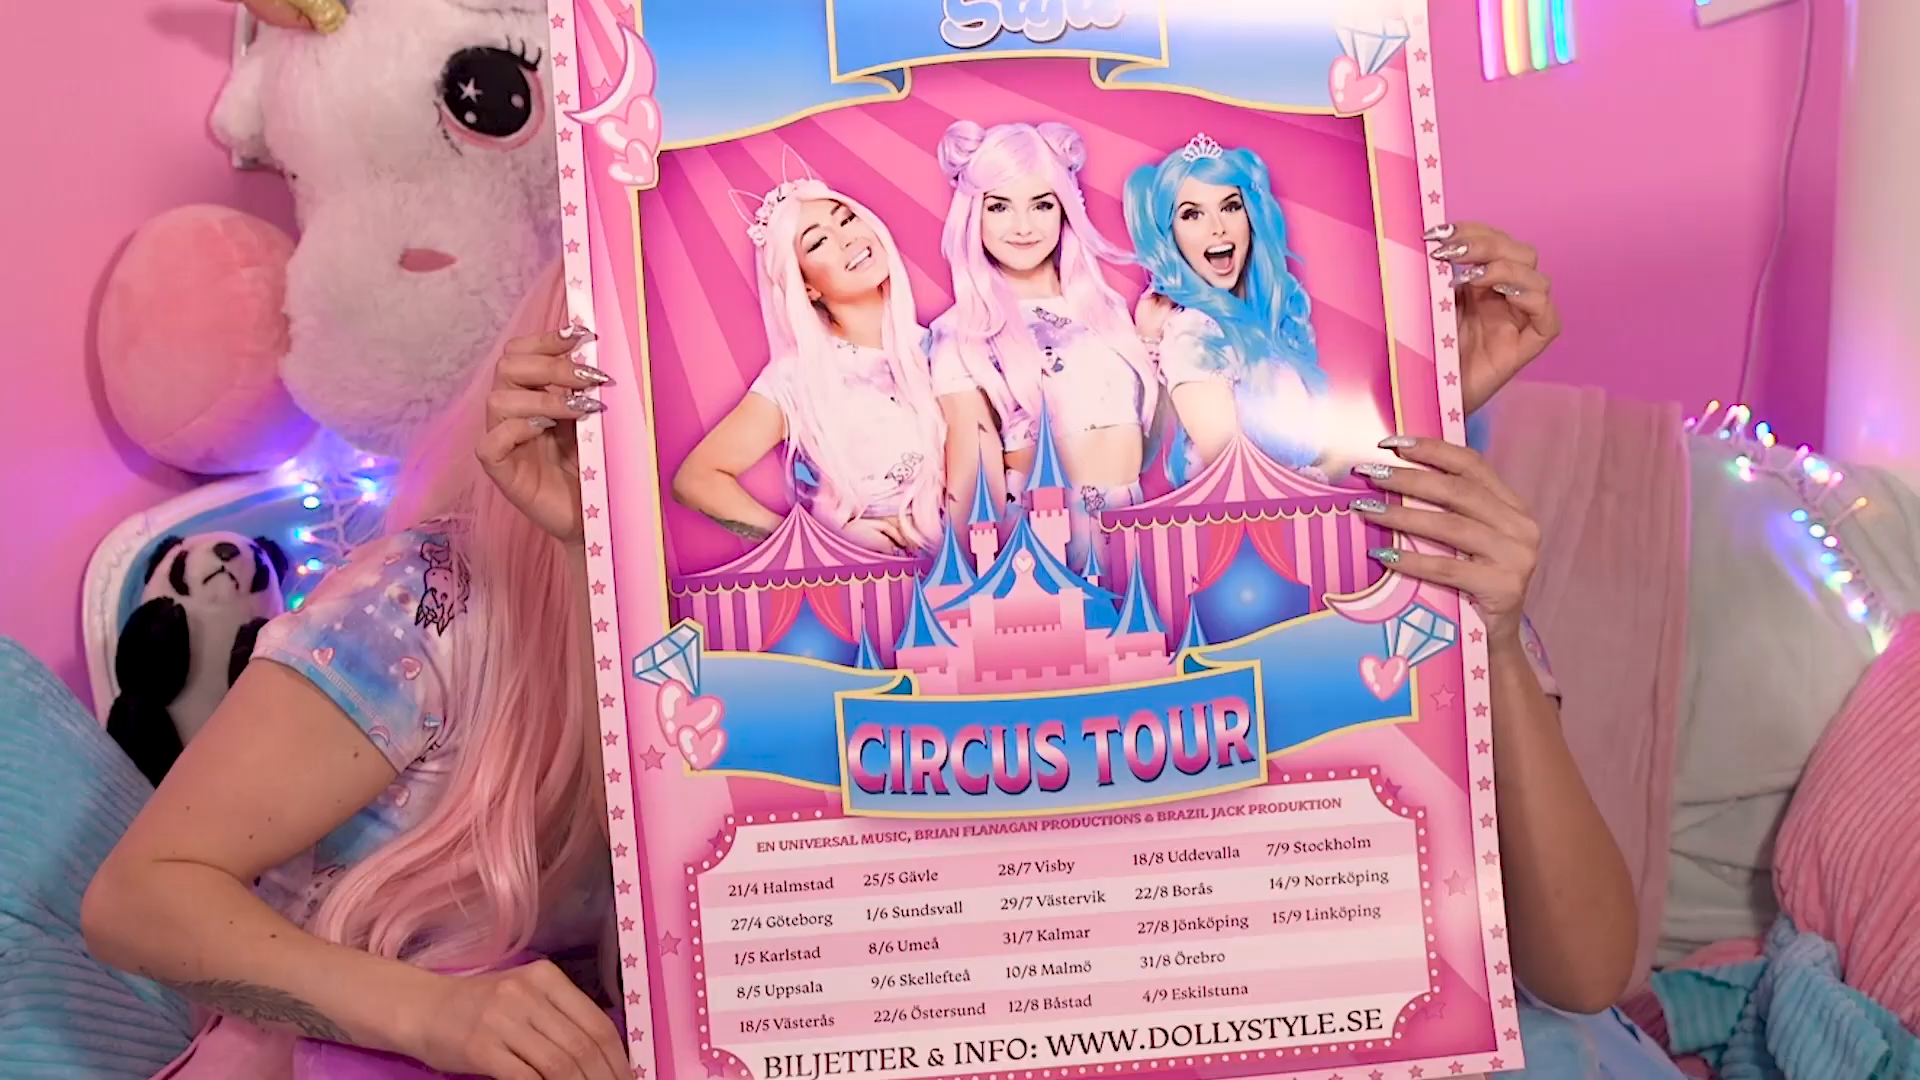 Style
CIRCUS TOUR
EN UNIVERSAL MUSIC, BRIAN FLANAGAN PRODUCTIONS & BRAZIL JACK PRODUKTION
21/4 Halmstad
27/4 Göteborg
1/5 Karlstad
8/5 Uppsala
18/5 Västerås
25/5 Gävle
1/6 Sundsvall
8/6 Umeå
9/6 Skellefteå
22/6 Östersund
28/7 Visby
29/7 Västervik
31/7 Kalmar
10/8 Malmö
12/8 Båstad
18/8 Uddevalla
22/8 Borås
27/8 Jönköping
31/8 Örebro
4/9 Eskilstuna
7/9 Stockholm
14/9 Norrköping
15/9 Linköping
BILJETTER & INFO: WWW.DOLLYSTYLE.SE